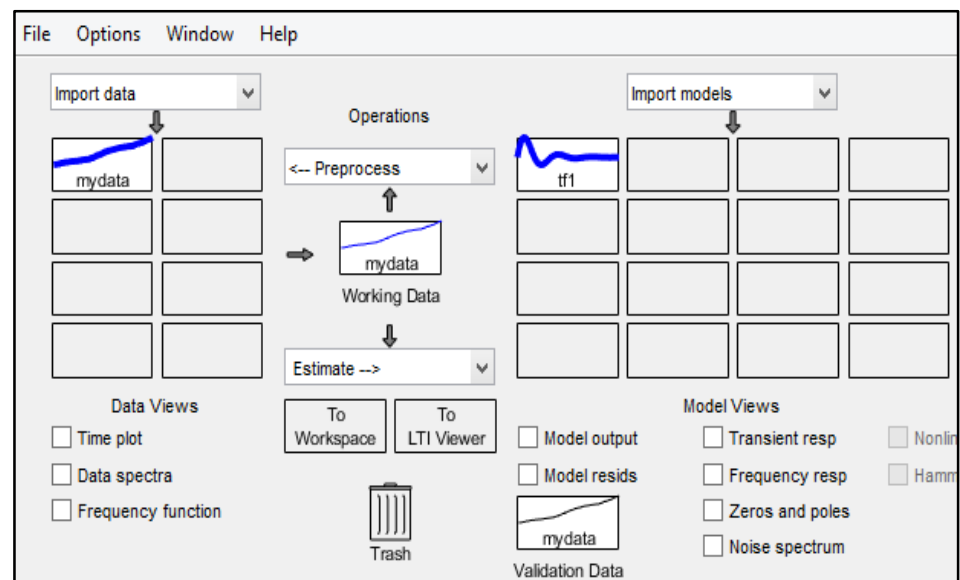 File Options Window Help
Import data
Import models
Operations
<-- Preprocess
mydata
tf1
mydata
Working Data
Estimate -->
Data Views
To
Workspace
To
LTI Viewer
Model Views
Time plot
Model output
Transient resp
Nonlin
Data spectra
Model resids
Frequency resp
Hamm
Frequency function
Zeros and poles
mydata
Trash
Noise spectrum
Validation Data